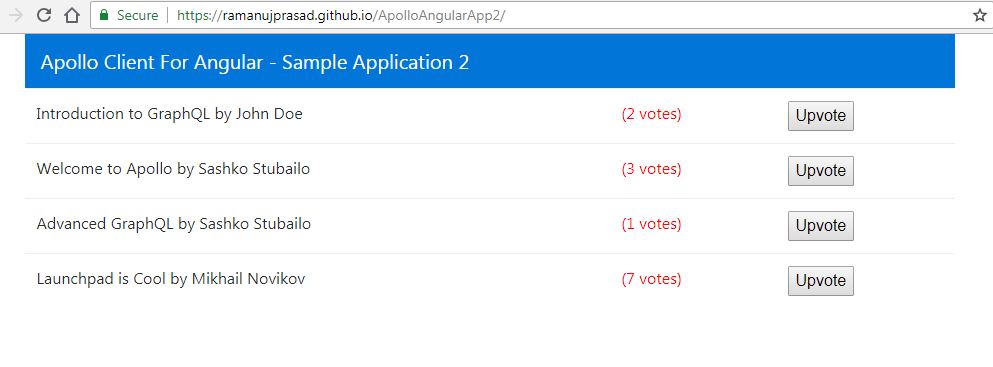 Secure https://ramanujprasad.github.io/ApolloAngularApp2/
Apollo Client For Angular - Sample Application 2
Introduction to GraphQL by John Doe (2 votes) Upvote
Welcome to Apollo by Sashko Stubailo (3 votes) Upvote
Advanced GraphQL by Sashko Stubailo (1 votes) Upvote
Launchpad is Cool by Mikhail Novikov (7 votes) Upvote